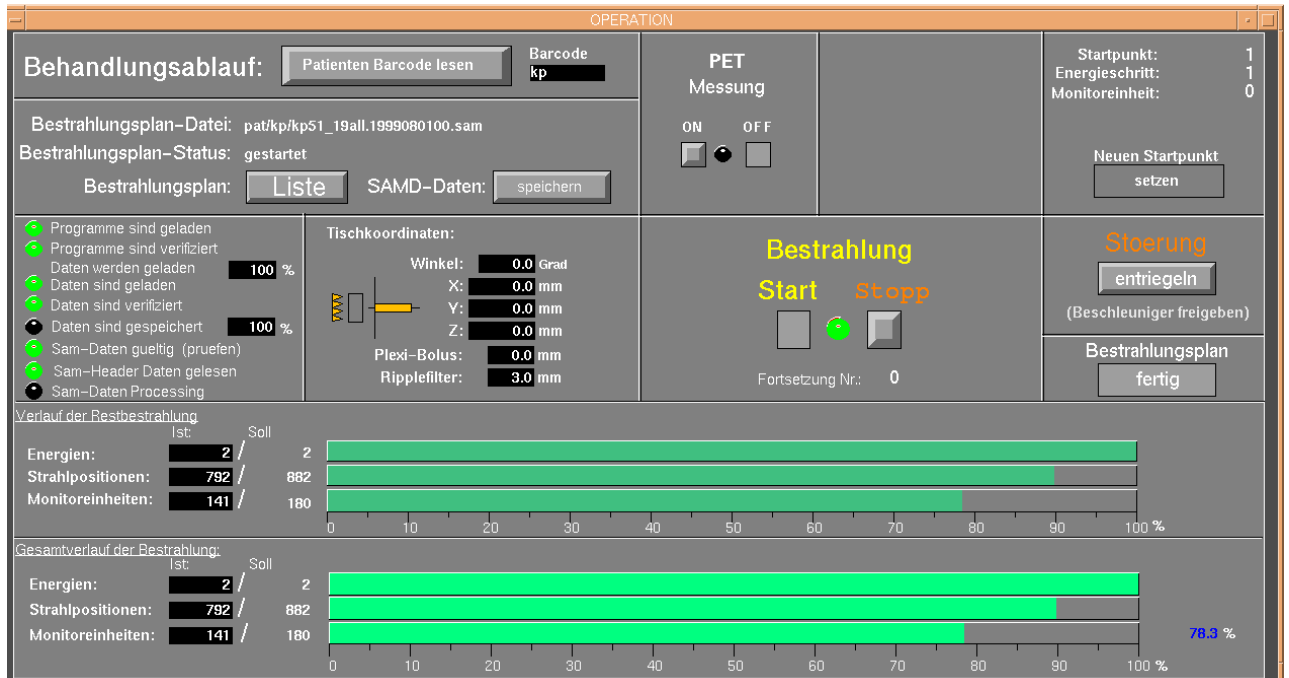 OPERATION
Behandlungsablauf: Patienten Barcode lesen Barcode
kp
Bestrahlungsplan-Datei: pat/kp/kp51_19all.1999080100.sam
Bestrahlungsplan-Status: gestartet
Bestrahlungsplan: Liste SAMD-Daten: speichern
PET
Messung
ON OFF
Startpunkt: 1
Energieschritt: 1
Monitoreinheit: 0
Neuen Startpunkt
setzen
Programme sind geladen
Programme sind verifiziert
Daten werden geladen 100 %
Daten sind geladen
Daten sind verifiziert
Daten sind gespeichert 100 %
Sam-Daten gueltig (pruefen)
Sam-Header Daten gelesen
Sam-Daten Processing
Tischkoordinaten:
Winkel: 0.0 Grad
X: 0.0 mm
Y: 0.0 mm
Z: 0.0 mm
Plexi-Bolus: 0.0 mm
Ripplefilter: 3.0 mm
Bestrahlung
Start Stopp
Fortsetzung Nr.: 0
Stoerung
entriegeln
(Beschleuniger freigeben)
Bestrahlungsplan
fertig
Verlauf der Restbestrahlung
Ist: Soll
Energien: 2 / 2
Strahlpositionen: 792 / 882
Monitoreinheiten: 141 / 180
0 10 20 30 40 50 60 70 80 90 100 %
Gesamtverlauf der Bestrahlung:
Ist: Soll
Energien: 2 / 2
Strahlpositionen: 792 / 882
Monitoreinheiten: 141 / 180 78.3 %
0 10 20 30 40 50 60 70 80 90 100 %